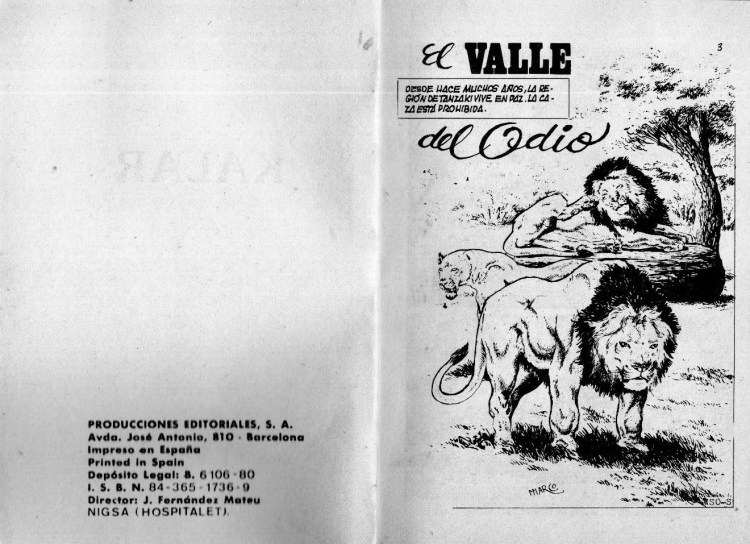 KALAR
PRODUCCIONES EDITORIALES, S. A.
Avda. José Antonio, 810 - Barcelona
Impreso en España
Printed in Spain
Depósito Legal: B. 6106-80
I. S. B. N. 84-365-1736-9
Director: J. Fernández Mateu
NIGSA (HOSPITALET).
3
El VALLE
DESDE HACE MUCHOS AÑOS, LA RE-
GIÓN DE TANZAKI VIVE EN PAZ. LA CA-
ZA ESTÁ PROHIBIDA.
del Odio
MARCO